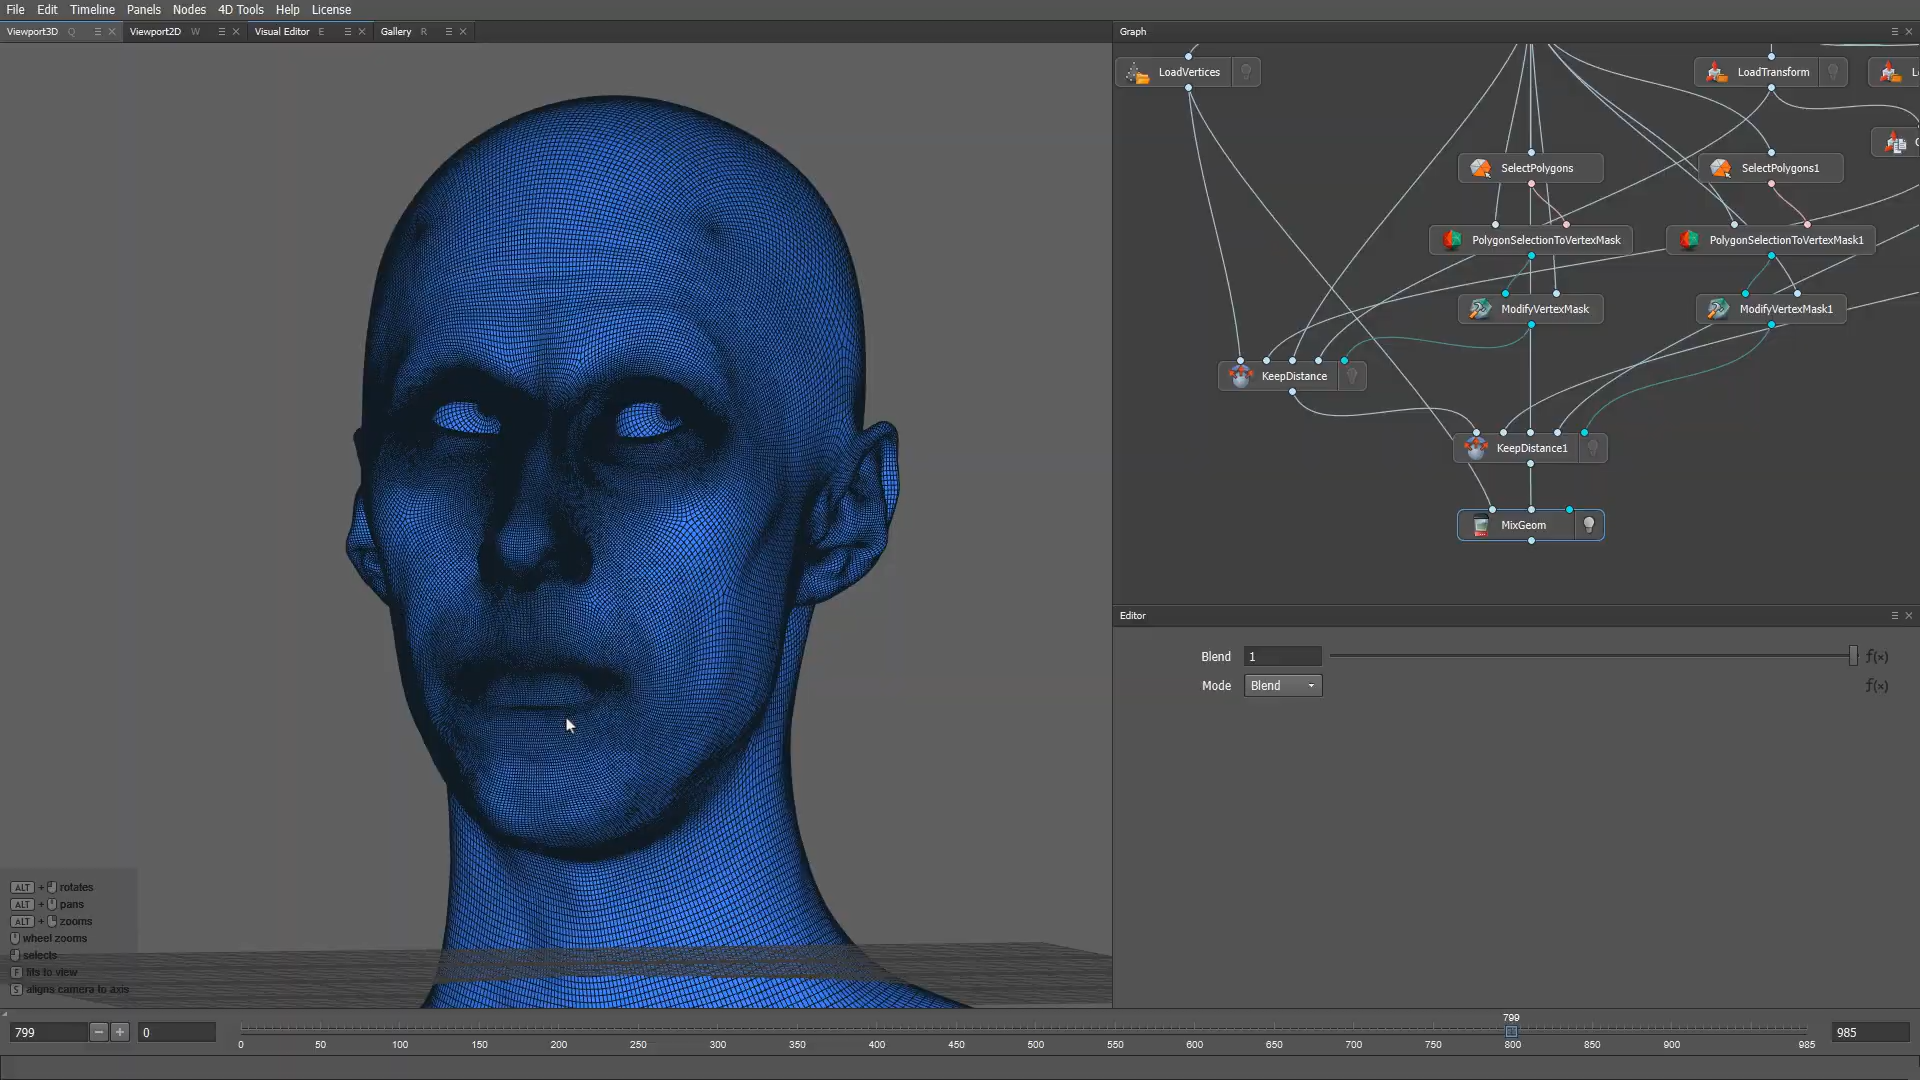 File Edit Timeline Panels Nodes 4D Tools Help License
Viewport3D Q Viewport2D W Visual Editor E Gallery R
Graph
LoadVertices
LoadTransform
SelectPolygons
SelectPolygons1
PolygonSelectionToVertexMask
PolygonSelectionToVertexMask1
ModifyVertexMask
ModifyVertexMask1
KeepDistance
KeepDistance1
MixGeom
Editor
Blend 1 f(x)
Mode Blend f(x)
ALT + rotates
ALT + pans
ALT + zooms
wheel zooms
selects
F fits to view
S aligns camera to axis
799
799 − + 0 985
0 50 100 150 200 250 300 350 400 450 500 550 600 650 700 750 800 850 900 985